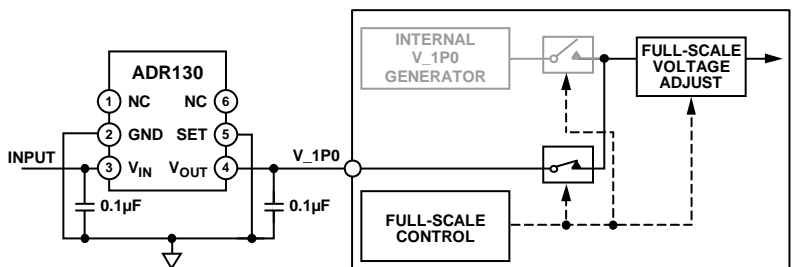 INTERNAL
V_1P0
GENERATOR
FULL-SCALE
VOLTAGE
ADJUST
ADR130
1 NC NC 6
2 GND SET 5
INPUT 3 VIN VOUT 4 V_1P0
0.1µF 0.1µF
FULL-SCALE
CONTROL